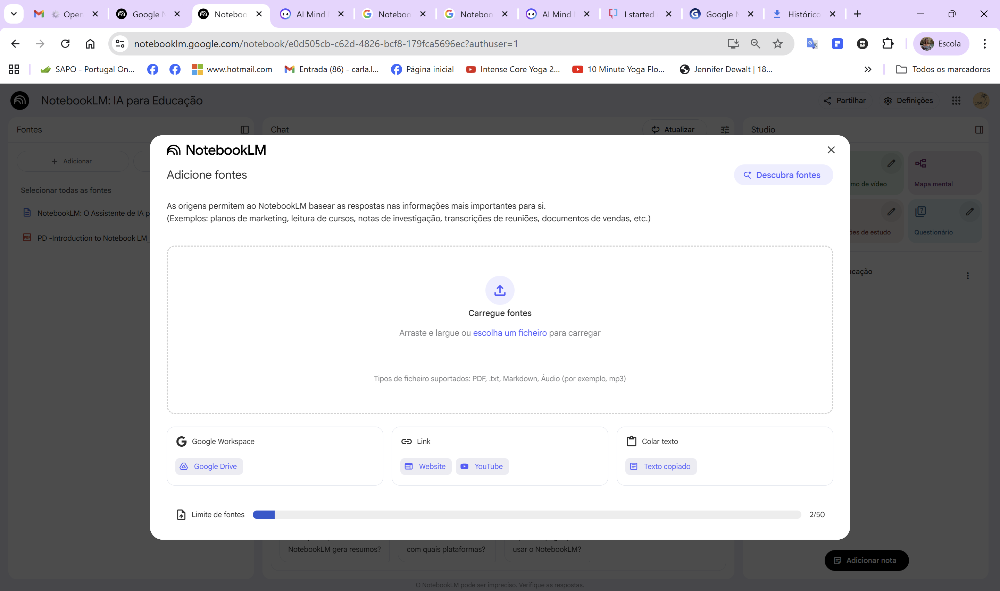 Open
Google N
Noteboo
AI Mind
Noteboo
Noteboo
AI Mind
I started
Google N
Histórico
notebooklm.google.com/notebook/e0d505cb-c62d-4826-bcf8-179fca5696ec?authuser=1
Escola
SAPO - Portugal On...
www.hotmail.com
Entrada (86) - carla.l...
Página inicial
Intense Core Yoga 2...
10 Minute Yoga Flo...
Jennifer Dewalt | 18...
Todos os marcadores
NotebookLM: IA para Educação
Partilhar
Definições
Fontes
Chat
Atualizar
Studio
NotebookLM
Adicionar
Adicione fontes
Descubra fontes
mo de vídeo
Mapa mental
Selecionar todas as fontes
As origens permitem ao NotebookLM basear as respostas nas informações mais importantes para si.
(Exemplos: planos de marketing, leitura de cursos, notas de investigação, transcrições de reuniões, documentos de vendas, etc.)
NotebookLM: O Assistente de IA p
PD -Introduction to Notebook LM_
ões de estudo
Questionário
ucação
Carregue fontes
Arraste e largue ou escolha um ficheiro para carregar
Tipos de ficheiro suportados: PDF, .txt, Markdown, Áudio (por exemplo, mp3)
Google Workspace
Google Drive
Link
Website
YouTube
Colar texto
Texto copiado
Limite de fontes
2/50
NotebookLM gera resumos?
com quais plataformas?
usar o NotebookLM?
Adicionar nota
O NotebookLM pode ser impreciso. Verifique as respostas.